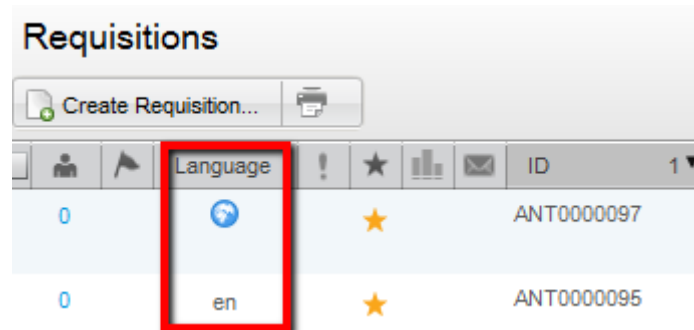 Requisitions
Create Requisition...
Language ! ID 1
0 ANT0000097
0 en ANT0000095